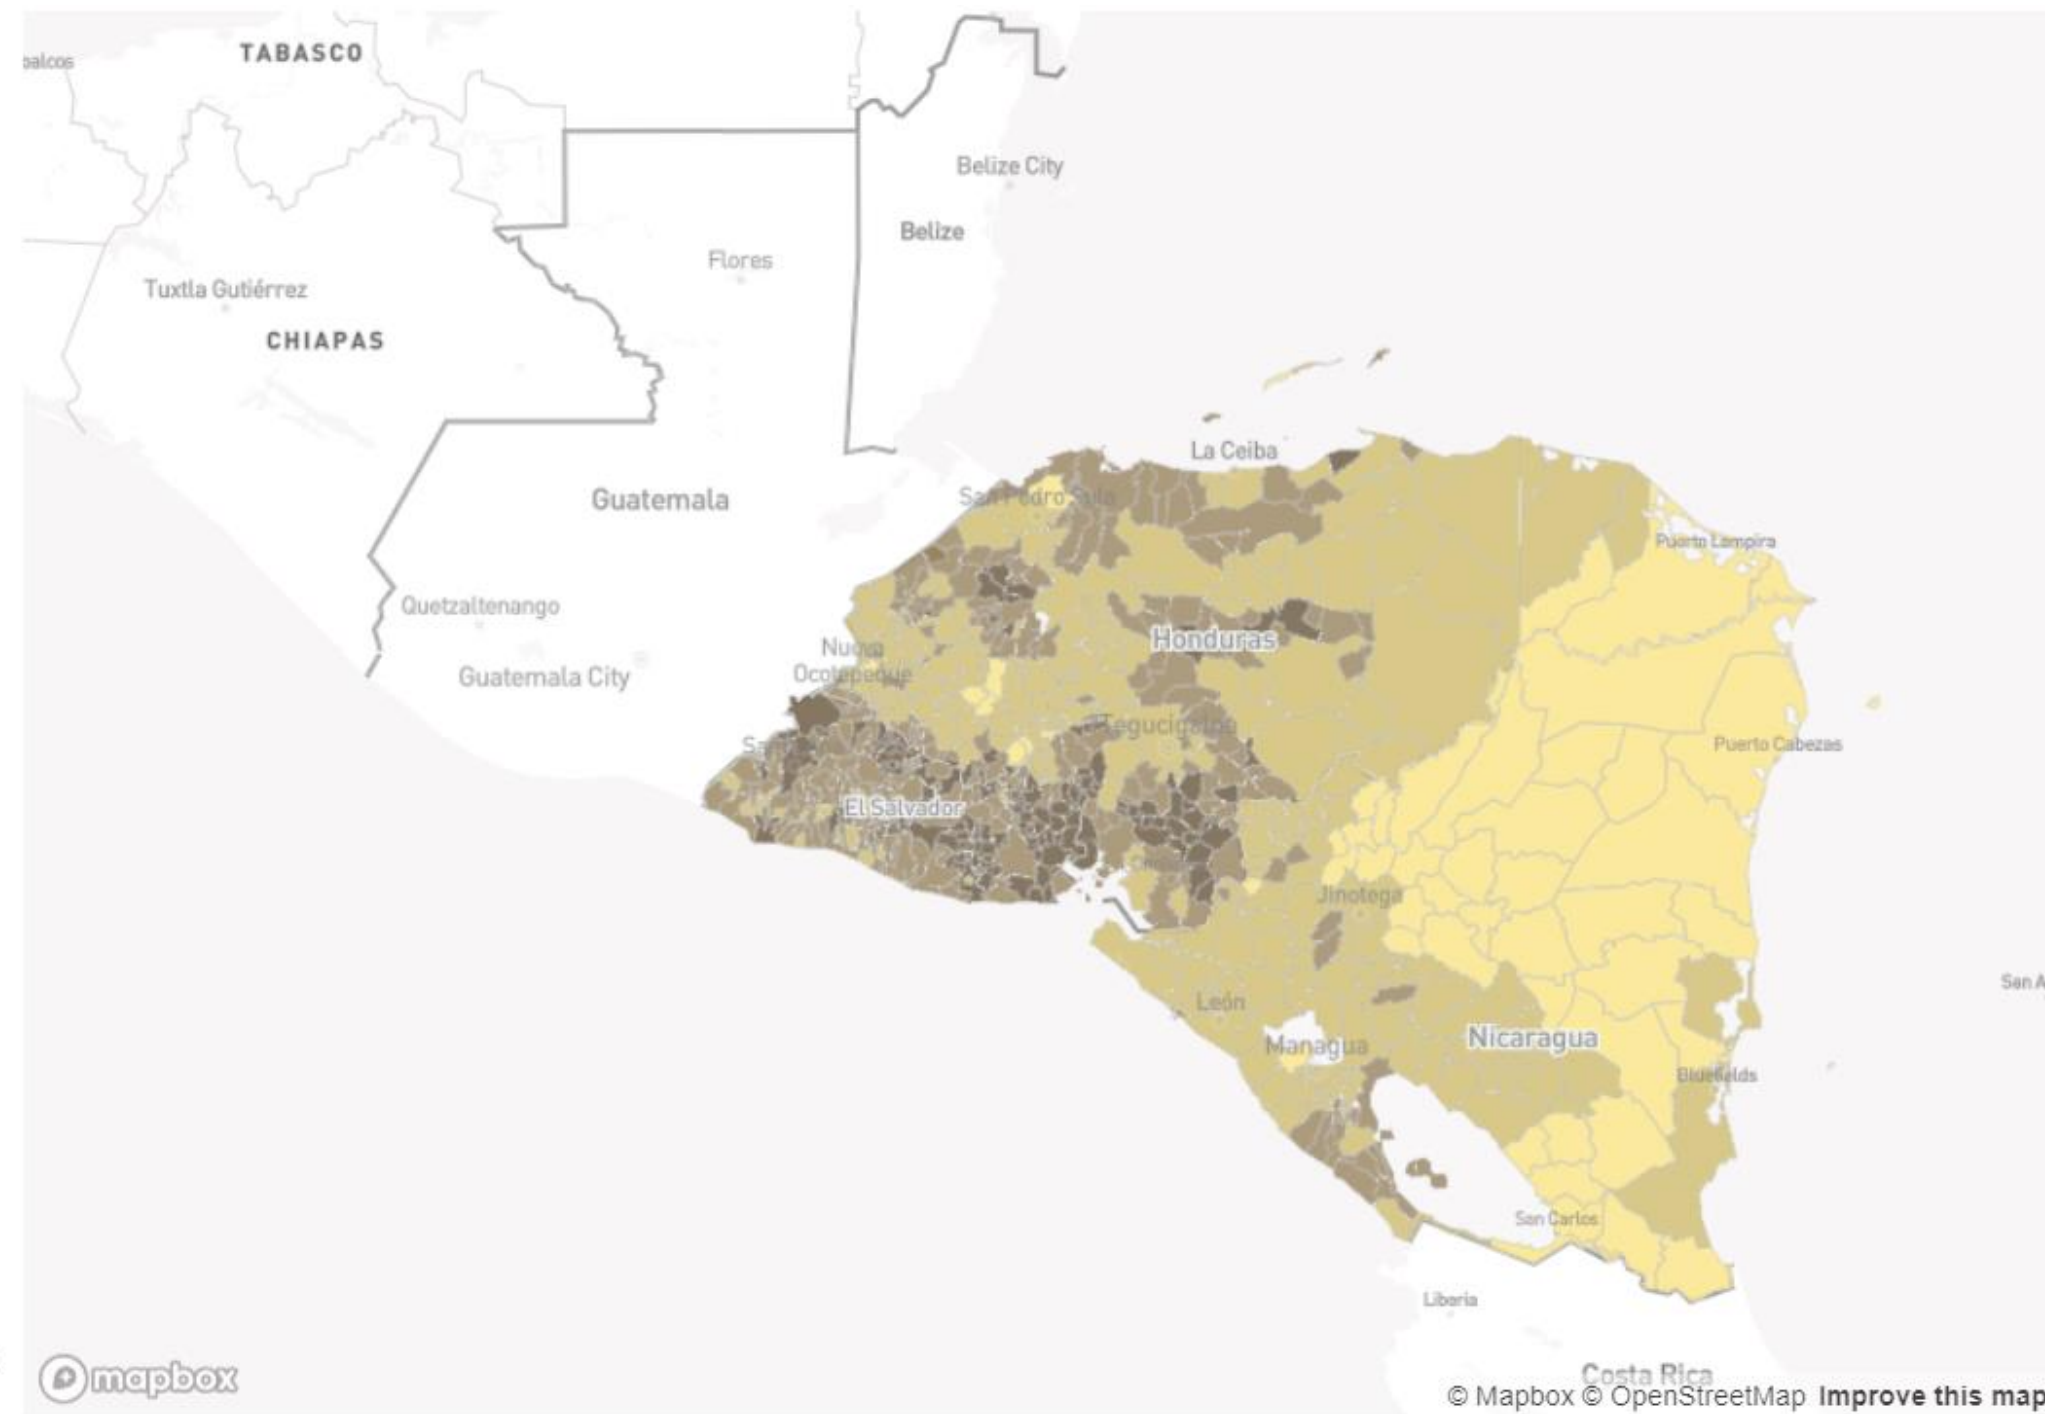 TABASCO
Belize City
Belize
Flores
Tuxtla Gutiérrez
CHIAPAS
La Ceiba
Guatemala
San Pedro Sula
Puerto Lempira
Quetzaltenango
Honduras
Nueva
Ocotepeque
Guatemala City
Tegucigalpa
Puerto Cabezas
El Salvador
Jinotega
San A
León
Nicaragua
Managua
Bluefields
San Carlos
Liberia
Costa Rica
mapbox
© Mapbox © OpenStreetMap Improve this map